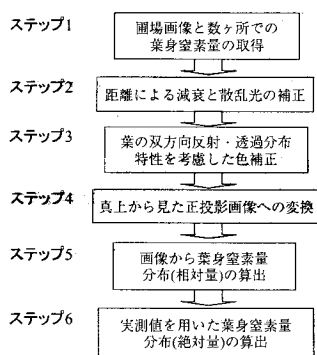 ステップ1
圃場画像と数ヶ所での
葉身窒素量の取得
ステップ2
距離による減衰と散乱光の補正
ステップ3
葉の双方向反射・透過分布
特性を考慮した色補正
ステップ4
真上から見た正投影画像への変換
ステップ5
画像から葉身窒素量
分布(相対量)の算出
ステップ6
実測値を用いた葉身窒素量
分布(絶対量)の算出